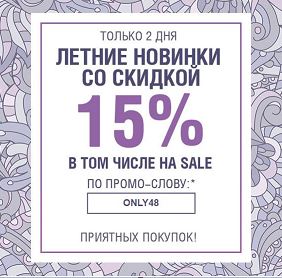 ТОЛЬКО 2 ДНЯ
ЛЕТНИЕ НОВИНКИ
СО СКИДКОЙ
15%
В ТОМ ЧИСЛЕ НА SALE
ПО ПРОМО-СЛОВУ:*
ONLY48
ПРИЯТНЫХ ПОКУПОК!